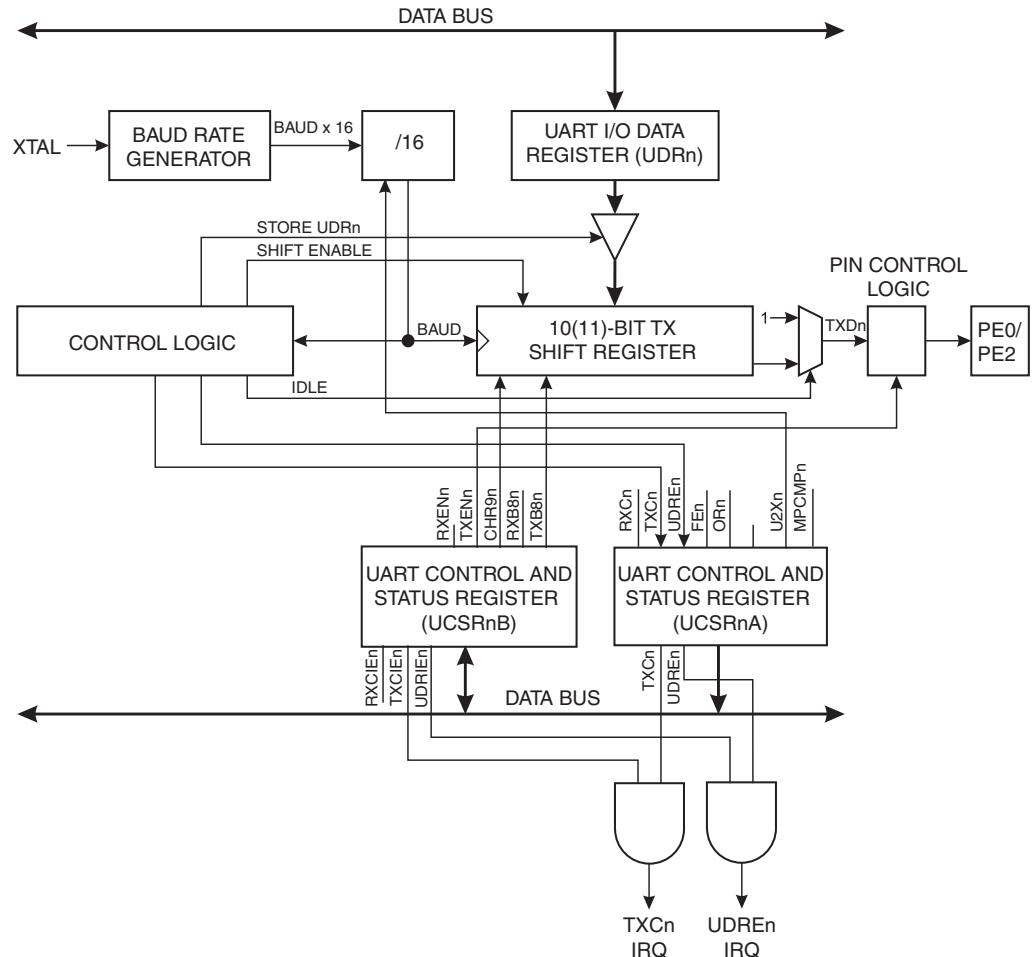 DATA BUS
XTAL
BAUD RATE
GENERATOR
BAUD x 16
/16
UART I/O DATA
REGISTER (UDRn)
STORE UDRn
SHIFT ENABLE
PIN CONTROL
LOGIC
CONTROL LOGIC
BAUD
10(11)-BIT TX
SHIFT REGISTER
1
TXDn
PE0/
PE2
IDLE
RXENn
TXENn
CHR9n
RXB8n
TXB8n
RXCn
TXCn
UDREn
FEn
ORn
U2Xn
MPCMPn
UART CONTROL AND
STATUS REGISTER
(UCSRnB)
UART CONTROL AND
STATUS REGISTER
(UCSRnA)
RXCIEn
TXCIEn
UDRIEn
TXCn
UDREn
DATA BUS
TXCn
IRQ
UDREn
IRQ